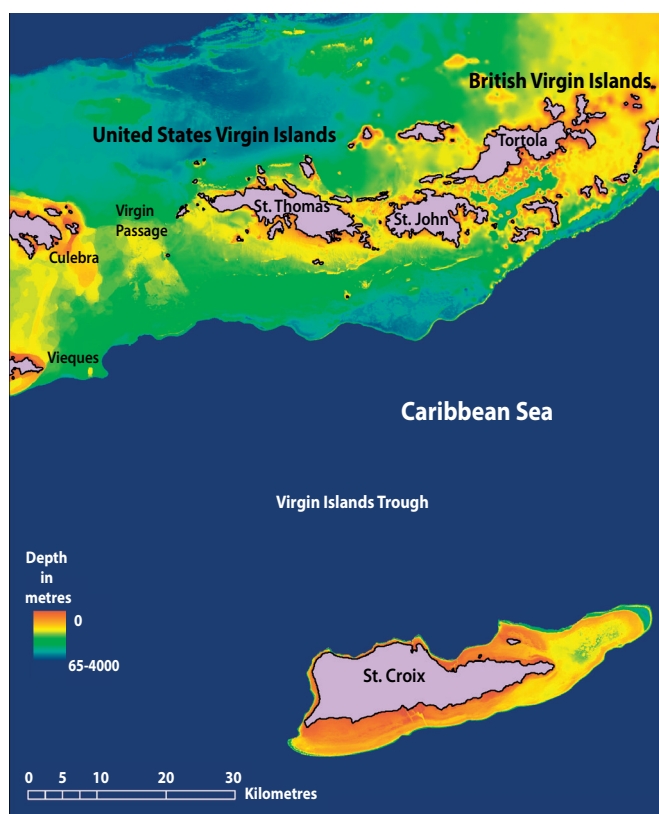 British Virgin Islands
United States Virgin Islands
Tortola
St. Thomas
Virgin
Passage
St. John
Culebra
Vieques
Caribbean Sea
Virgin Islands Trough
Depth
in
metres
0
65-4000
St. Croix
0 5 10 20 30
Kilometres